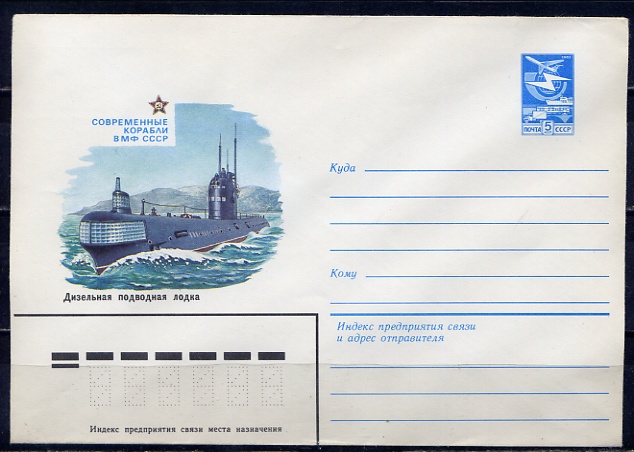 СОВРЕМЕННЫЕ
КОРАБЛИ
ВМФ СССР
Дизельная подводная лодка
ПОЧТА 5 СССР
Куда
Кому
Индекс предприятия связи
и адрес отправителя
Индекс предприятия связи места назначения